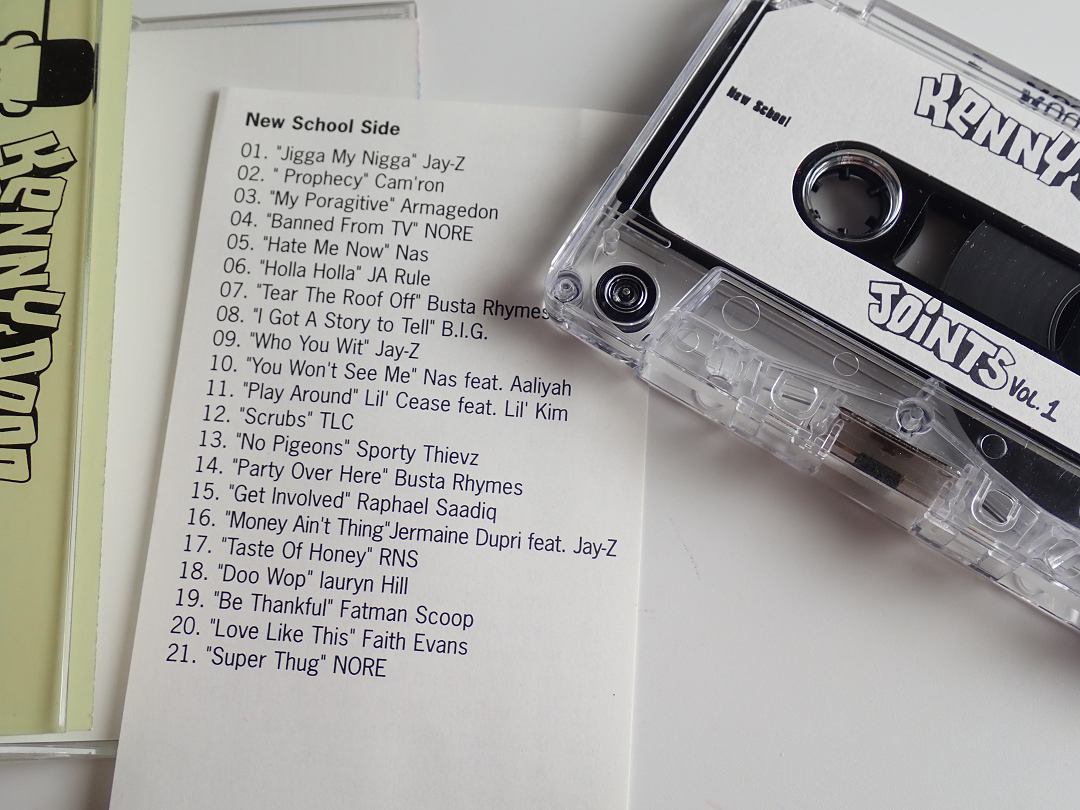 New School Side
01. "Jigga My Nigga" Jay-Z
02. " Prophecy" Cam'ron
03. "My Poragitive" Armagedon
04. "Banned From TV" NORE
05. "Hate Me Now" Nas
06. "Holla Holla" JA Rule
07. "Tear The Roof Off" Busta Rhymes
08. "I Got A Story to Tell" B.I.G.
09. "Who You Wit" Jay-Z
10. "You Won't See Me" Nas feat. Aaliyah
11. "Play Around" Lil' Cease feat. Lil' Kim
12. "Scrubs" TLC
13. "No Pigeons" Sporty Thievz
14. "Party Over Here" Busta Rhymes
15. "Get Involved" Raphael Saadiq
16. "Money Ain't Thing"Jermaine Dupri feat. Jay-Z
17. "Taste Of Honey" RNS
18. "Doo Wop" lauryn Hill
19. "Be Thankful" Fatman Scoop
20. "Love Like This" Faith Evans
21. "Super Thug" NORE
New School
KENNY'S
JOINTS VOL. 1
KENNY